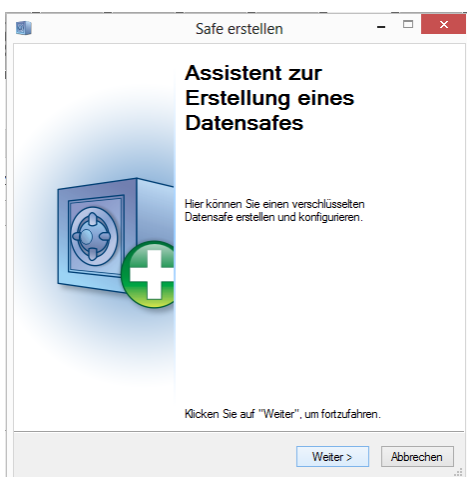 Safe erstellen
Assistent zur
Erstellung eines
Datensafes
Hier können Sie einen verschlüsselten
Datensafe erstellen und konfigurieren.
Klicken Sie auf "Weiter", um fortzufahren.
Weiter >
Abbrechen